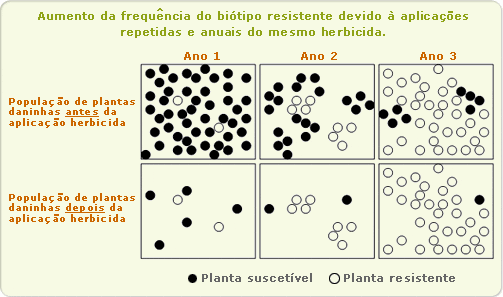 Aumento da frequência do biótipo resistente devido à aplicações
repetidas e anuais do mesmo herbicida.
Ano 1
Ano 2
Ano 3
População de plantas
daninhas antes da
aplicação herbicida
População de plantas
daninhas depois da
aplicação herbicida
Planta suscetível
Planta resistente